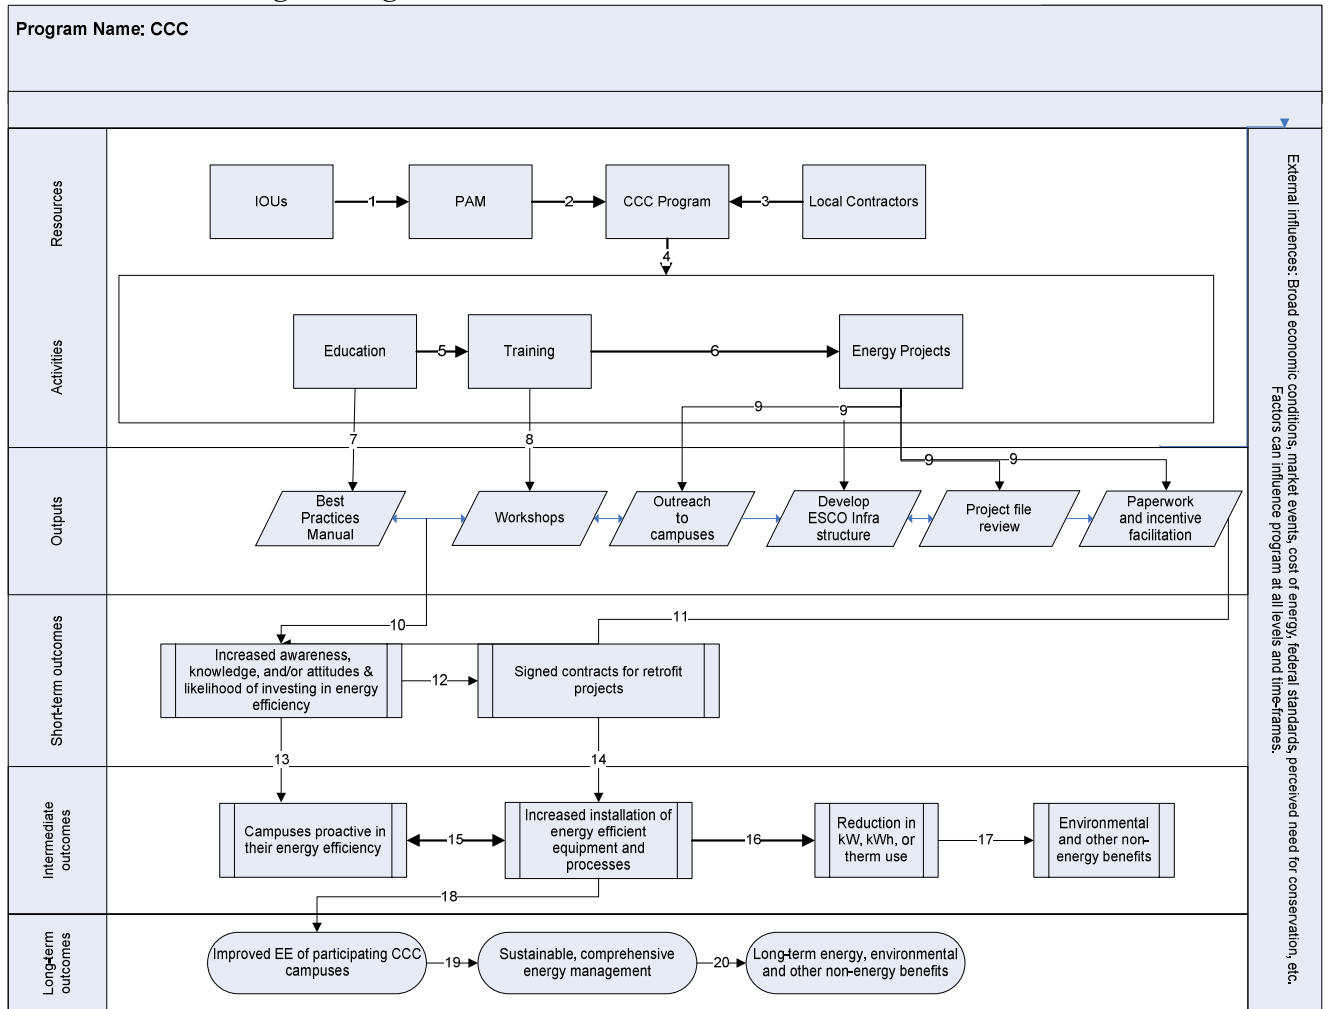 Program Name: CCC
Resources
IOUs
1
PAM
2
CCC Program
3
Local Contractors
4
Activities
Education
5
Training
6
Energy Projects
7
8
9
9
9
9
Outputs
Best
Practices
Manual
Workshops
Outreach
to
campuses
Develop
ESCO Infra
structure
Project file
review
Paperwork
and incentive
facilitation
Short-term outcomes
10
11
Increased awareness,
knowledge, and/or attitudes &
likelihood of investing in energy
efficiency
12
Signed contracts for retrofit
projects
13
14
Intermediate
outcomes
Campuses proactive in
their energy efficiency
15
Increased installation of
energy efficient
equipment and
processes
16
Reduction in
kW, kWh, or
therm use
17
Environmental
and other non-
energy benefits
18
Long-term
outcomes
Improved EE of participating CCC
campuses
19
Sustainable, comprehensive
energy management
20
Long-term energy, environmental
and other non-energy benefits
External influences: Broad economic conditions, market events, cost of energy, federal standards, perceived need for conservation, etc.
Factors can influence program at all levels and time-frames.